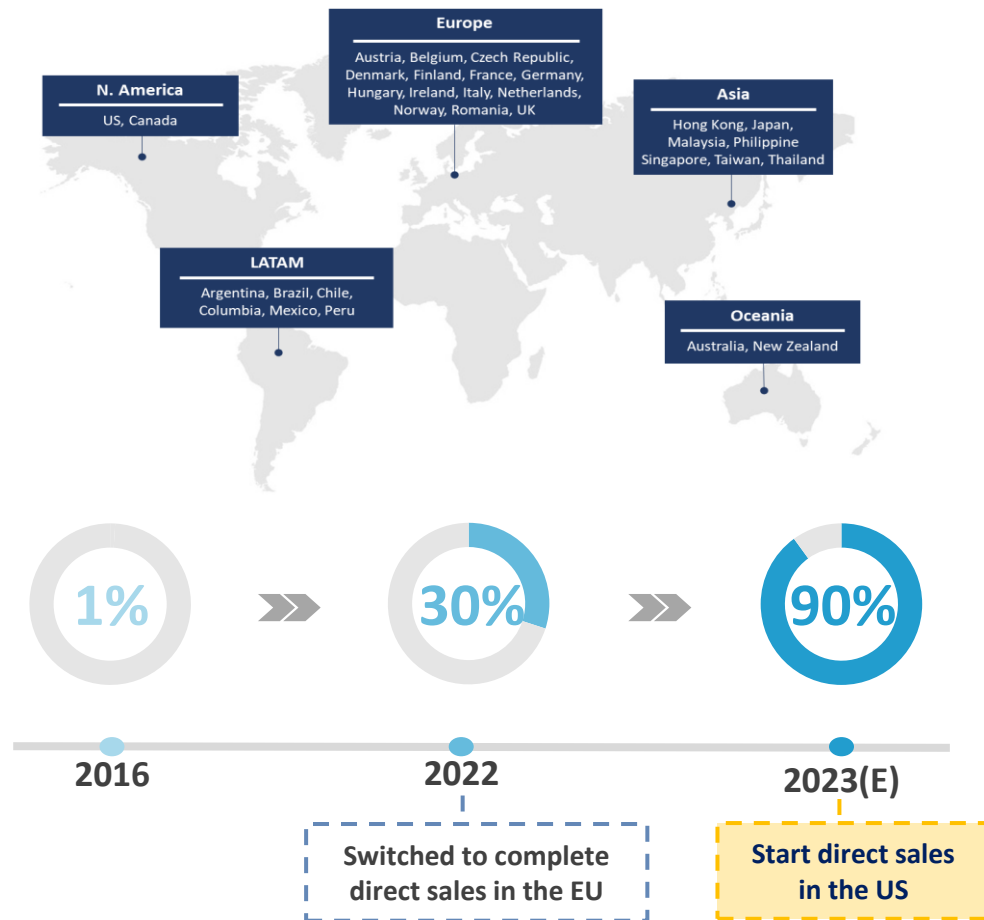 Europe
Austria, Belgium, Czech Republic,
Denmark, Finland, France, Germany,
Hungary, Ireland, Italy, Netherlands,
Norway, Romania, UK
N. America
US, Canada
Asia
Hong Kong, Japan,
Malaysia, Philippine
Singapore, Taiwan, Thailand
LATAM
Argentina, Brazil, Chile,
Columbia, Mexico, Peru
Oceania
Australia, New Zealand
1%
30%
90%
2016
2022
2023(E)
Switched to complete
direct sales in the EU
Start direct sales
in the US